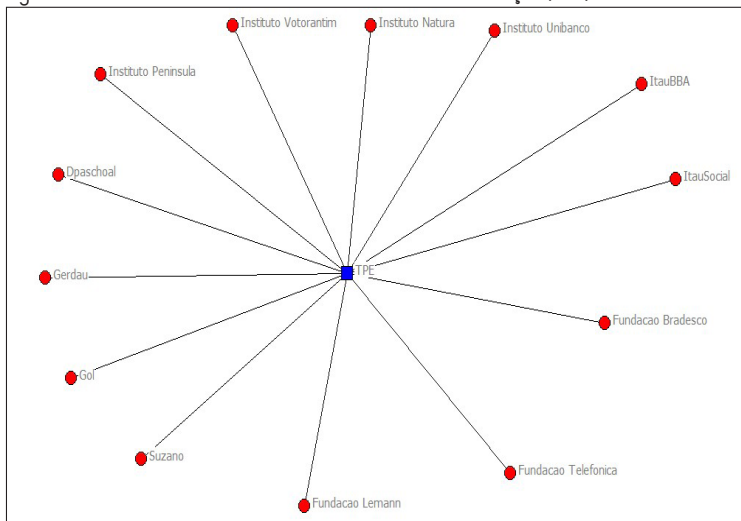 Instituto Votorantim
Instituto Natura
Instituto Unibanco
Instituto Peninsula
ItauBBA
Dpaschoal
ItauSocial
TPE
Gerdau
Fundacao Bradesco
Gol
Suzano
Fundacao Telefonica
Fundacao Lemann